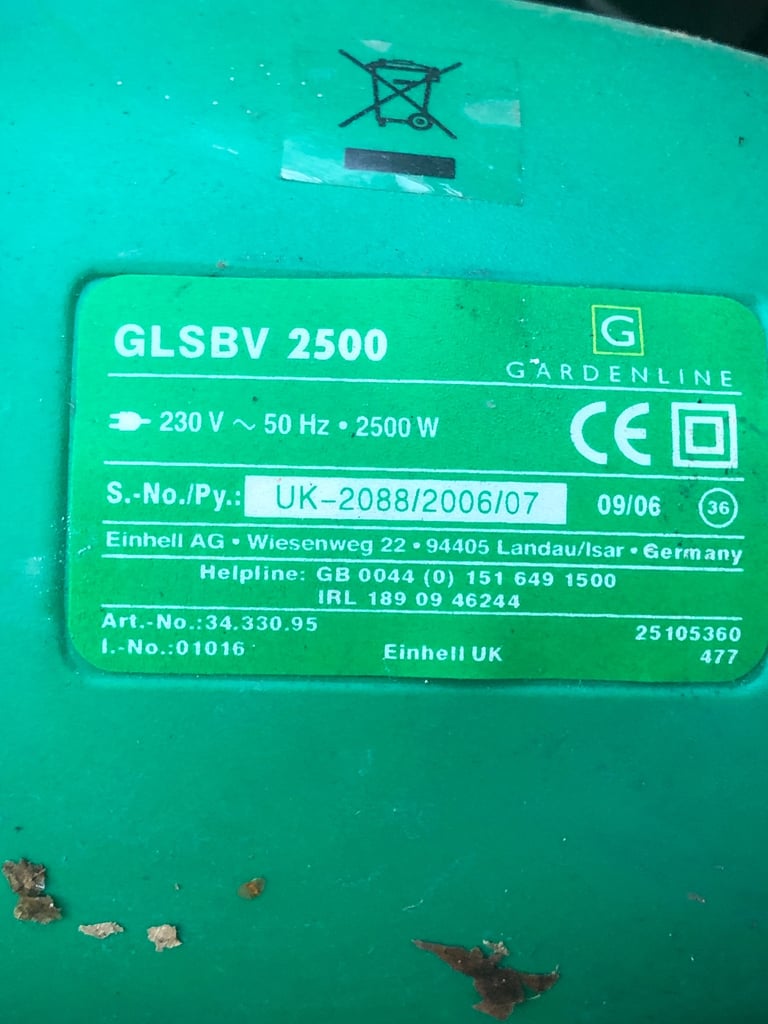 GLSBV 2500
G
GARDENLINE
230 V ~ 50 Hz • 2500 W
CE
S.-No./Py.: UK-2088/2006/07 09/06 36
Einhell AG • Wiesenweg 22 • 94405 Landau/Isar • Germany
Helpline: GB 0044 (0) 151 649 1500
IRL 189 09 46244
Art.-No.:34.330.95 25105360
I.-No.:01016 Einhell UK 477